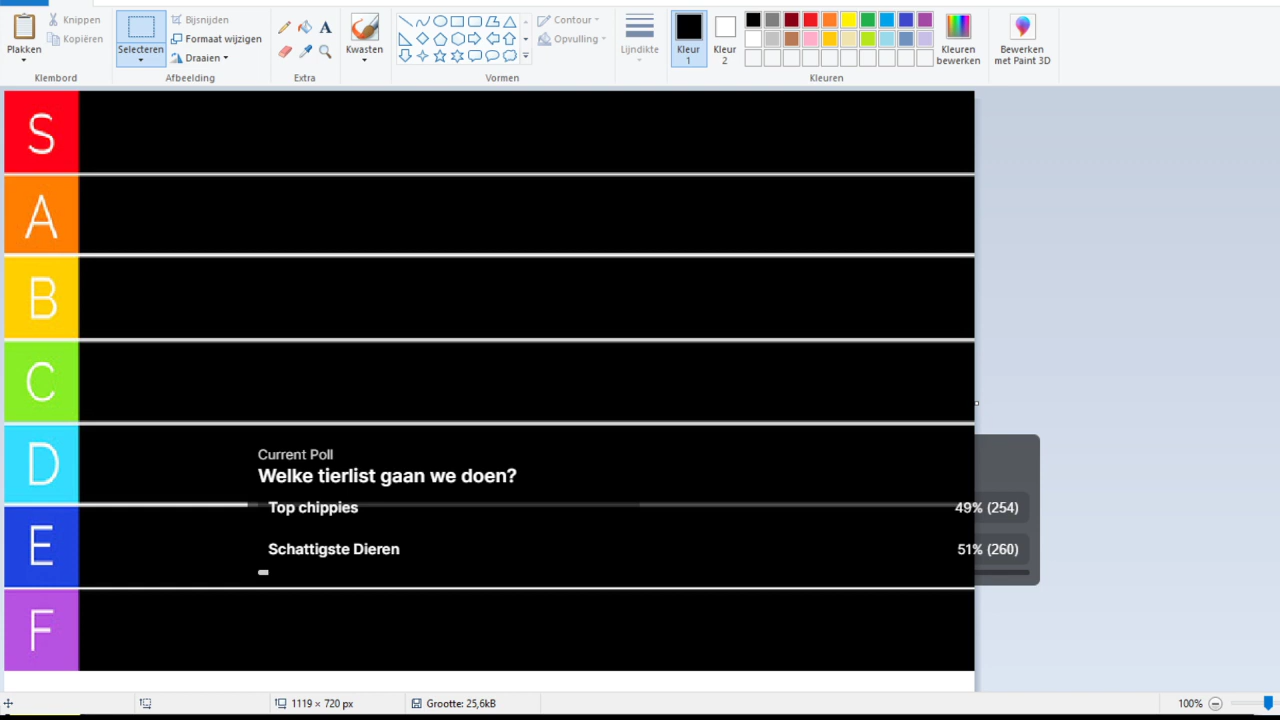 Plakken
Knippen
Kopiëren
Klembord
Selecteren
Bijsnijden
Formaat wijzigen
Draaien
Afbeelding
A
Extra
Kwasten
Vormen
Contour
Opvulling
Lijndikte
Kleur
1
Kleur
2
Kleuren
Kleuren
bewerken
Bewerken
met Paint 3D
S
A
B
C
D
E
F
Current Poll
Welke tierlist gaan we doen?
Top chippies 49% (254)
Schattigste Dieren 51% (260)
1119 × 720 px
Grootte: 25,6kB
100%